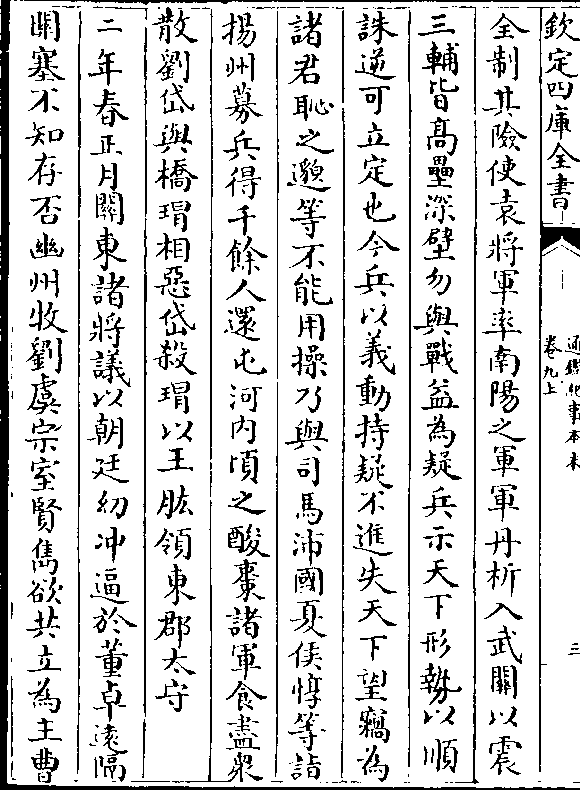 欽定四庫全書
通鑑紀事本末
卷九上
三
全制其險使袁將軍率南陽之軍軍丹析入武關以震
三輔皆高壘深壁勿與戰益為疑兵示天下形勢以順
誅逆可立定也今兵以義動持疑不進失天下望竊為
諸君恥之邈等不能用操乃與司馬沛國夏侯惇等詣
揚州募兵得千餘人還屯河内頃之酸棗諸軍食盡衆
散劉岱與橋瑁相惡岱殺瑁以王肱領東郡太守
二年春正月關東諸將議以朝廷幼冲逼於董卓遠隔
關塞不知存否幽州牧劉虞宗室賢雋欲共立為主曹